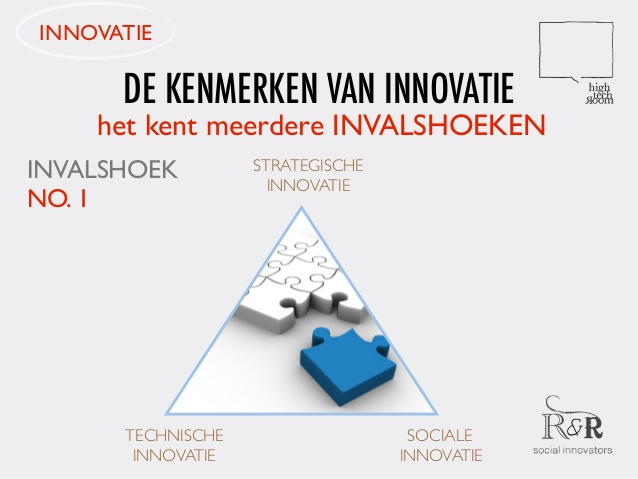 INNOVATIE
DE KENMERKEN VAN INNOVATIE
het kent meerdere INVALSHOEKEN
high
tech
Room
INVALSHOEK
NO. 1
STRATEGISCHE
INNOVATIE
TECHNISCHE
INNOVATIE
SOCIALE
INNOVATIE
R&R
social innovators